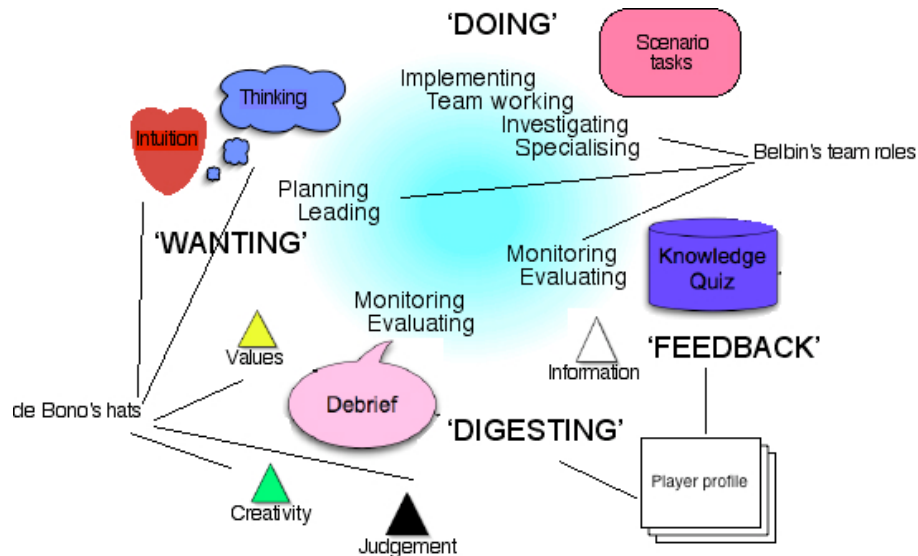 ‘DOING’
Scenario
tasks
Implementing
Team working
Investigating
Specialising
Thinking
Intuition
Belbin's team roles
Planning
Leading
‘WANTING’
Monitoring
Evaluating
Knowledge
Quiz
Monitoring
Evaluating
Values
Information
‘FEEDBACK’
de Bono's hats
Debrief
‘DIGESTING’
Player profile
Creativity
Judgement